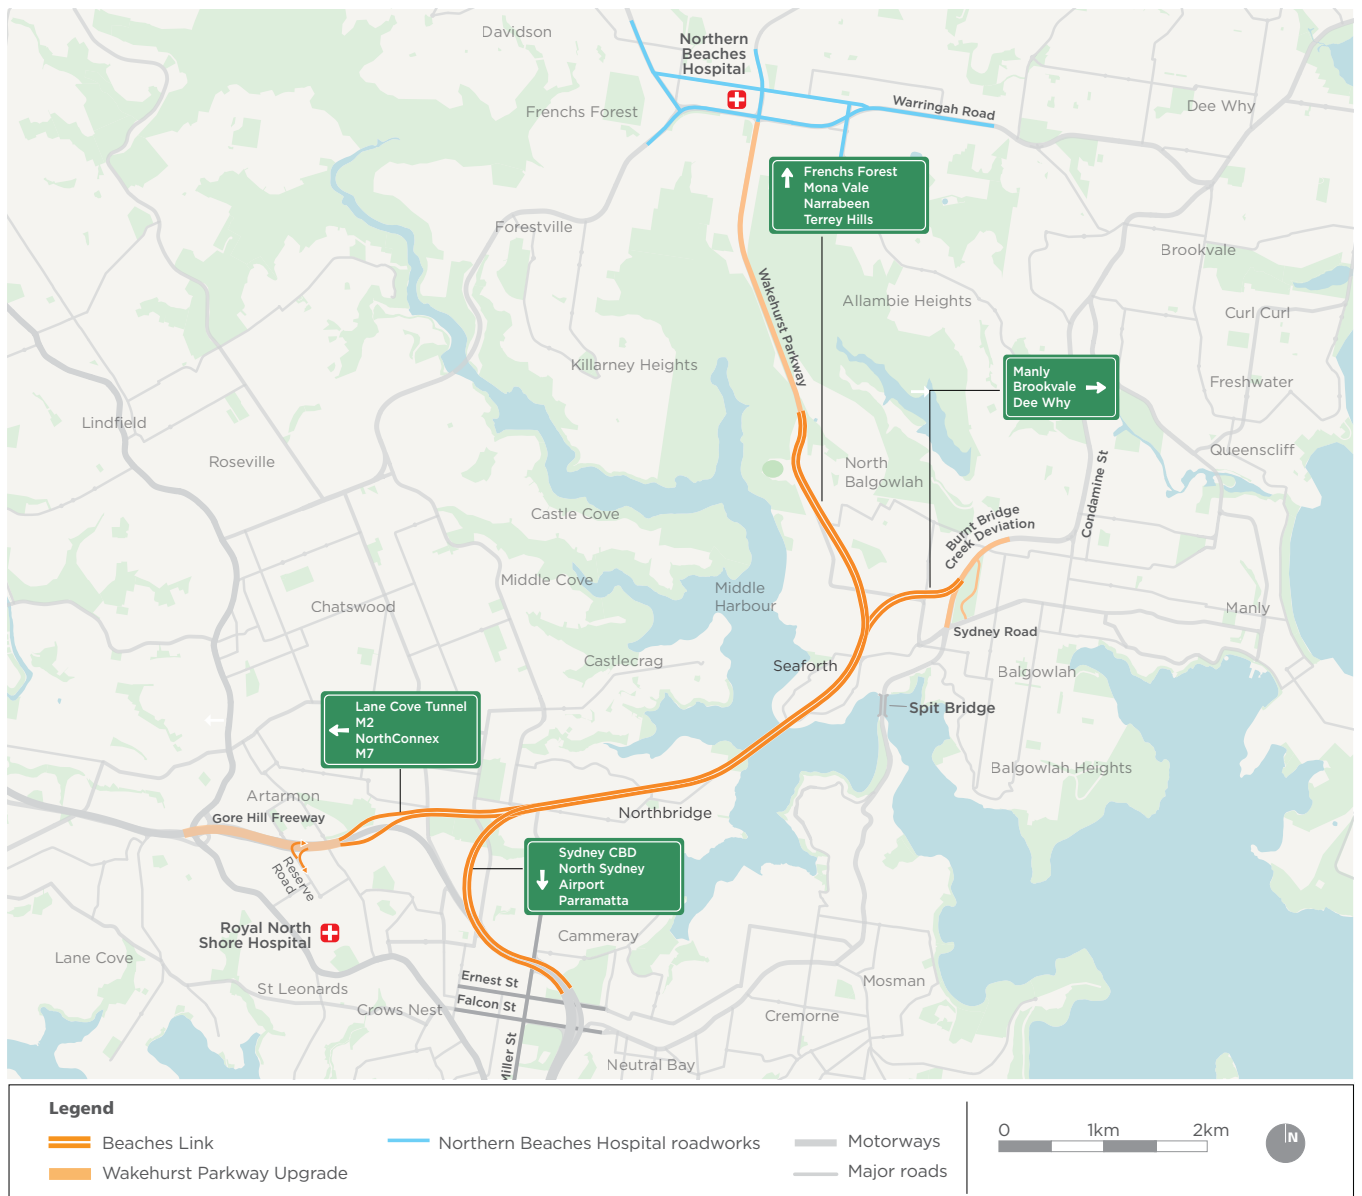 Davidson
Northern
Beaches
Hospital
Frenchs Forest
Warringah Road
Dee Why
Frenchs Forest
Mona Vale
Narrabeen
Terrey Hills
Forestville
Brookvale
Wakehurst Parkway
Allambie Heights
Curl Curl
Killarney Heights
Manly
Brookvale
Dee Why
Freshwater
Lindfield
Roseville
North
Balgowlah
Queenscliff
Condamine St
Castle Cove
Burnt Bridge
Creek Deviation
Middle Cove
Middle
Harbour
Chatswood
Manly
Sydney Road
Castlecrag
Seaforth
Balgowlah
Spit Bridge
Lane Cove Tunnel
M2
NorthConnex
M7
Balgowlah Heights
Artarmon
Gore Hill Freeway
Northbridge
Reserve
Road
Sydney CBD
North Sydney
Airport
Parramatta
Royal North
Shore Hospital
Cammeray
Lane Cove
St Leonards
Ernest St
Falcon St
Crows Nest
Mosman
Cremorne
Miller St
Neutral Bay
Legend
Beaches Link
Wakehurst Parkway Upgrade
Northern Beaches Hospital roadworks
Motorways
Major roads
0 1km 2km
N